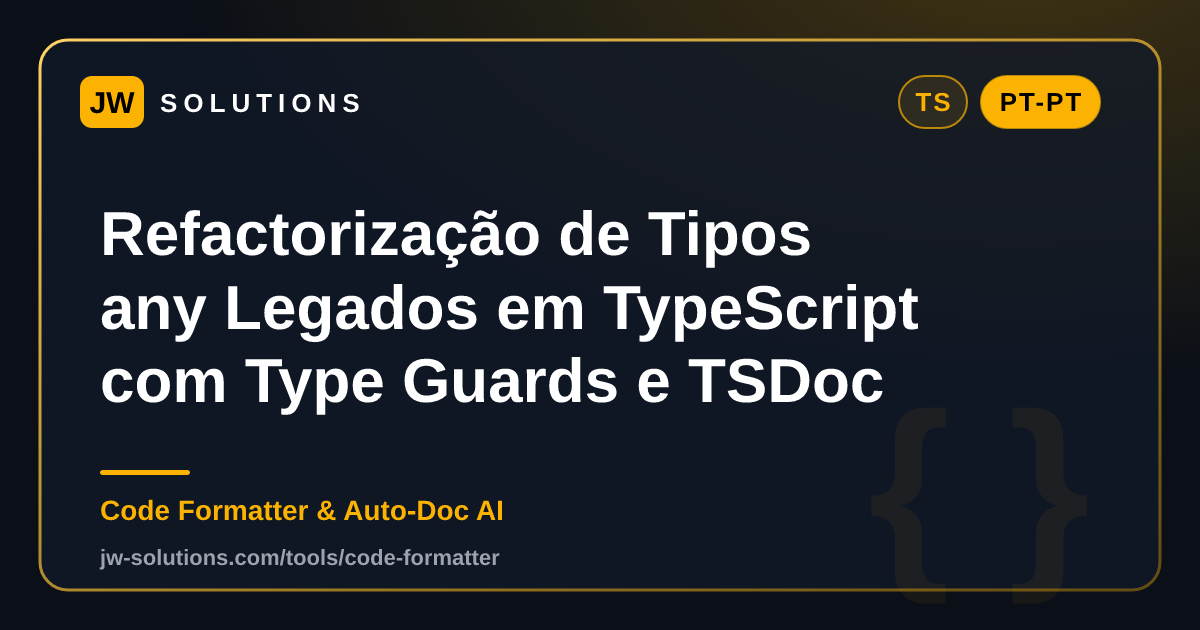 JW SOLUTIONS
TS PT-PT
Refactorização de Tipos
any Legados em TypeScript
com Type Guards e TSDoc
{ }
Code Formatter & Auto-Doc AI
jw-solutions.com/tools/code-formatter